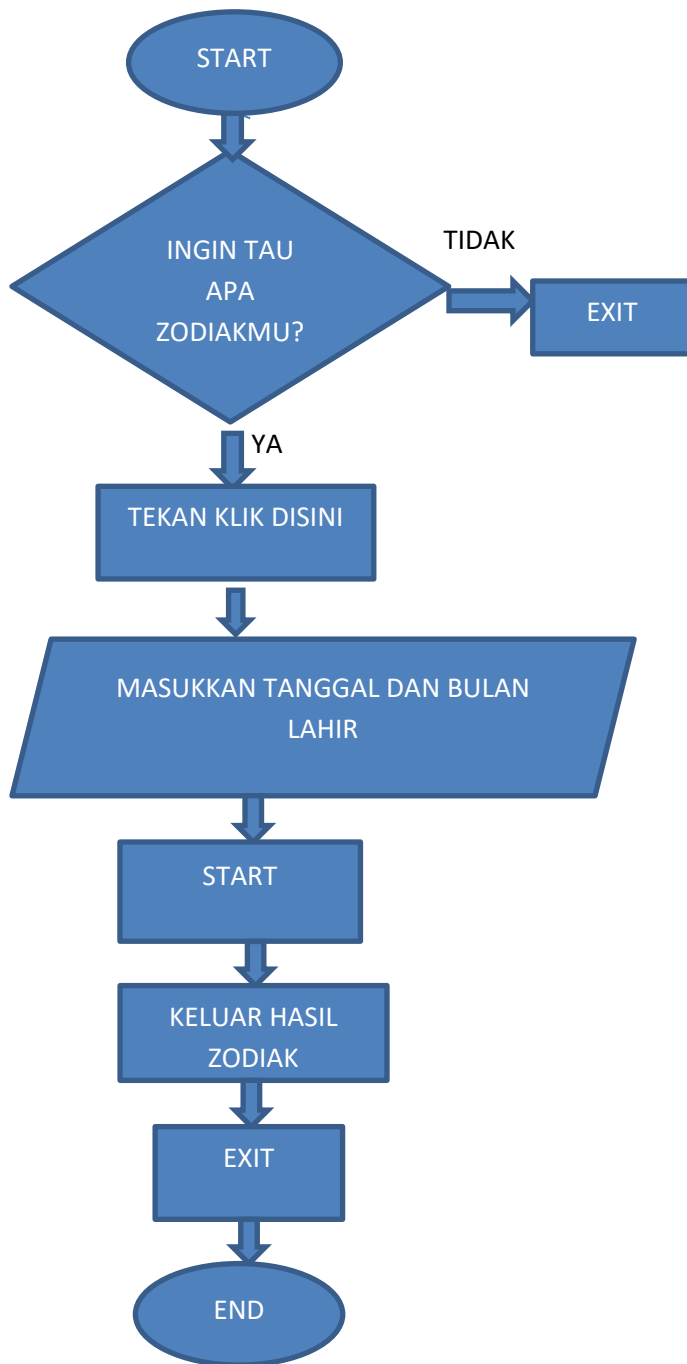 START
INGIN TAU
APA
ZODIAKMU?
TIDAK
EXIT
YA
TEKAN KLIK DISINI
MASUKKAN TANGGAL DAN BULAN
LAHIR
START
KELUAR HASIL
ZODIAK
EXIT
END